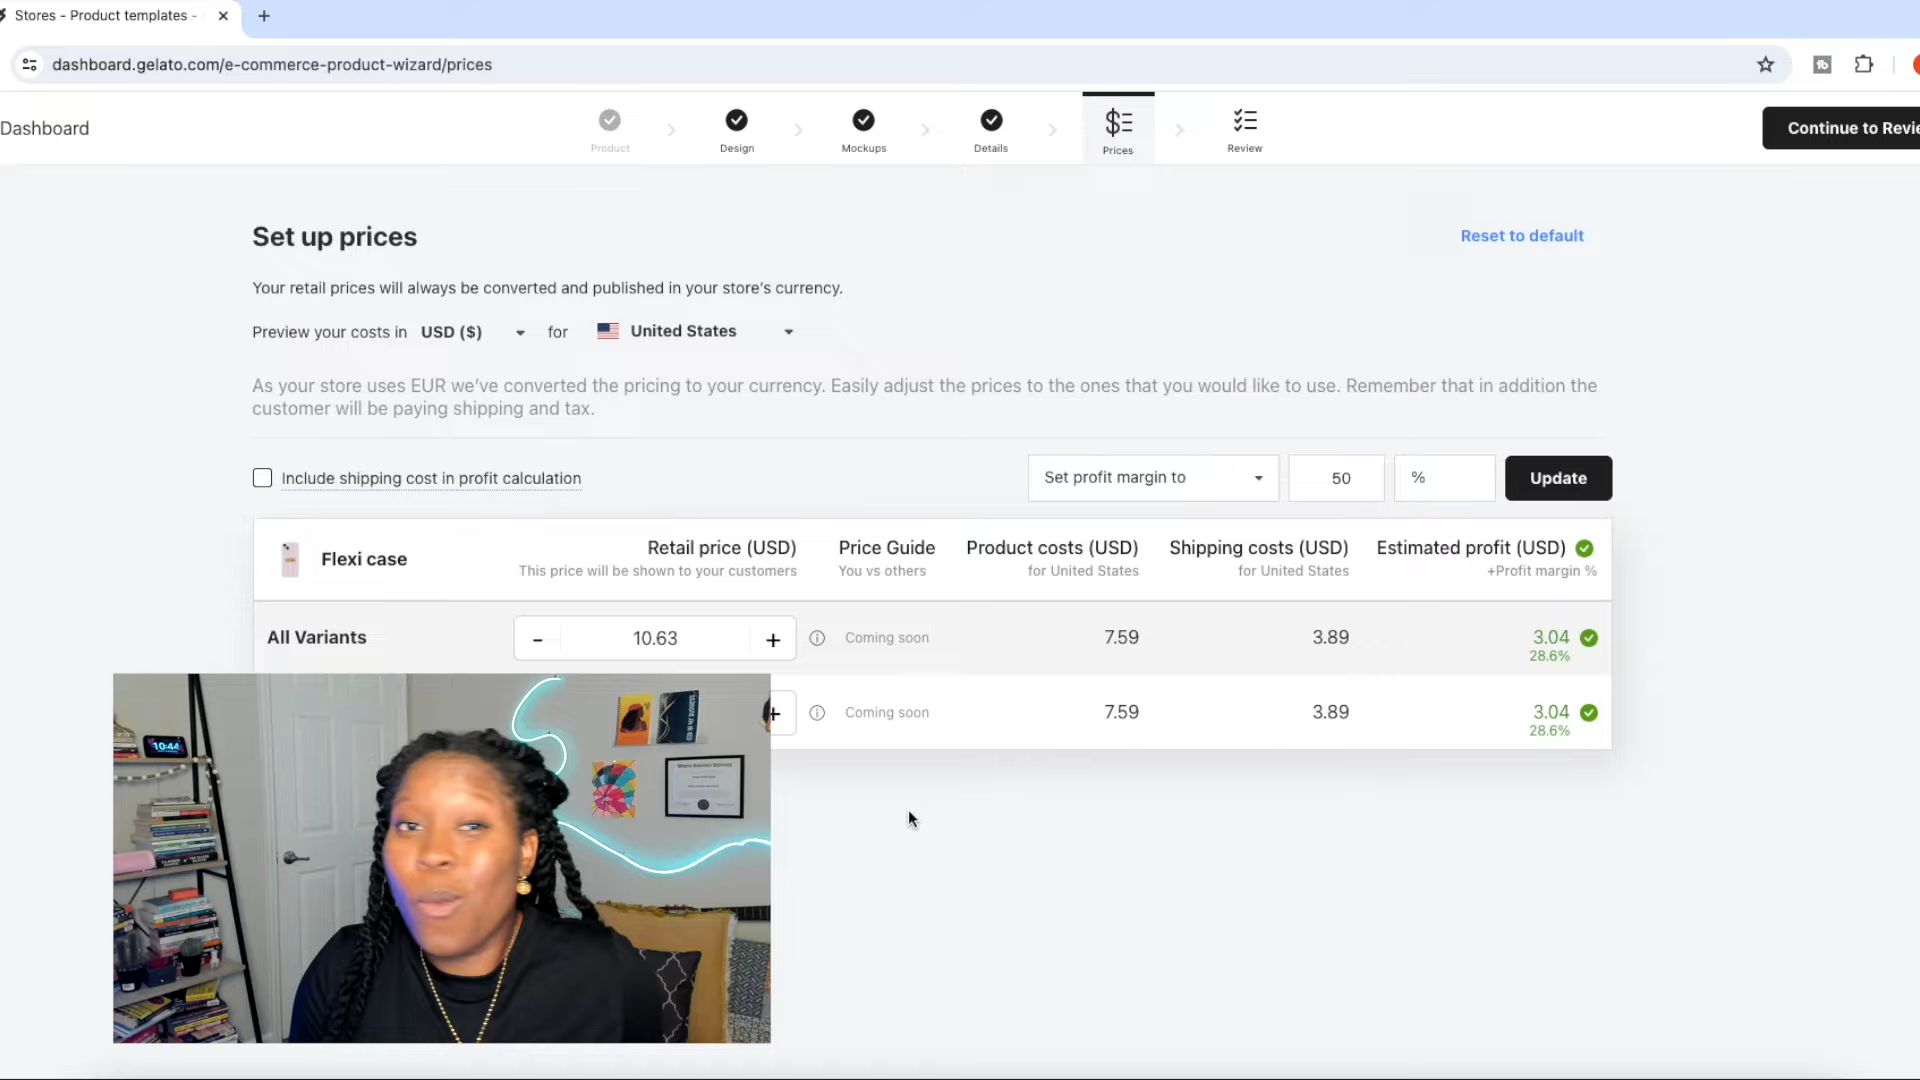 Stores - Product templates -
dashboard.gelato.com/e-commerce-product-wizard/prices
Dashboard
Product
Design
Mockups
Details
Prices
Review
Continue to
Set up prices
Reset to default
Your retail prices will always be converted and published in your store's currency.
Preview your costs in USD ($) for United States
As your store uses EUR we've converted the pricing to your currency. Easily adjust the prices to the ones that you would like to use. Remember that in addition the
customer will be paying shipping and tax.
Include shipping cost in profit calculation
Set profit margin to 50 % Update
Flexi case
Retail price (USD) Price Guide Product costs (USD) Shipping costs (USD) Estimated profit (USD)
This price will be shown to your customers You vs others for United States for United States +Profit margin %
All Variants - 10.63 + Coming soon 7.59 3.89 3.04
28.6%
+ Coming soon 7.59 3.89 3.04
28.6%
10:44